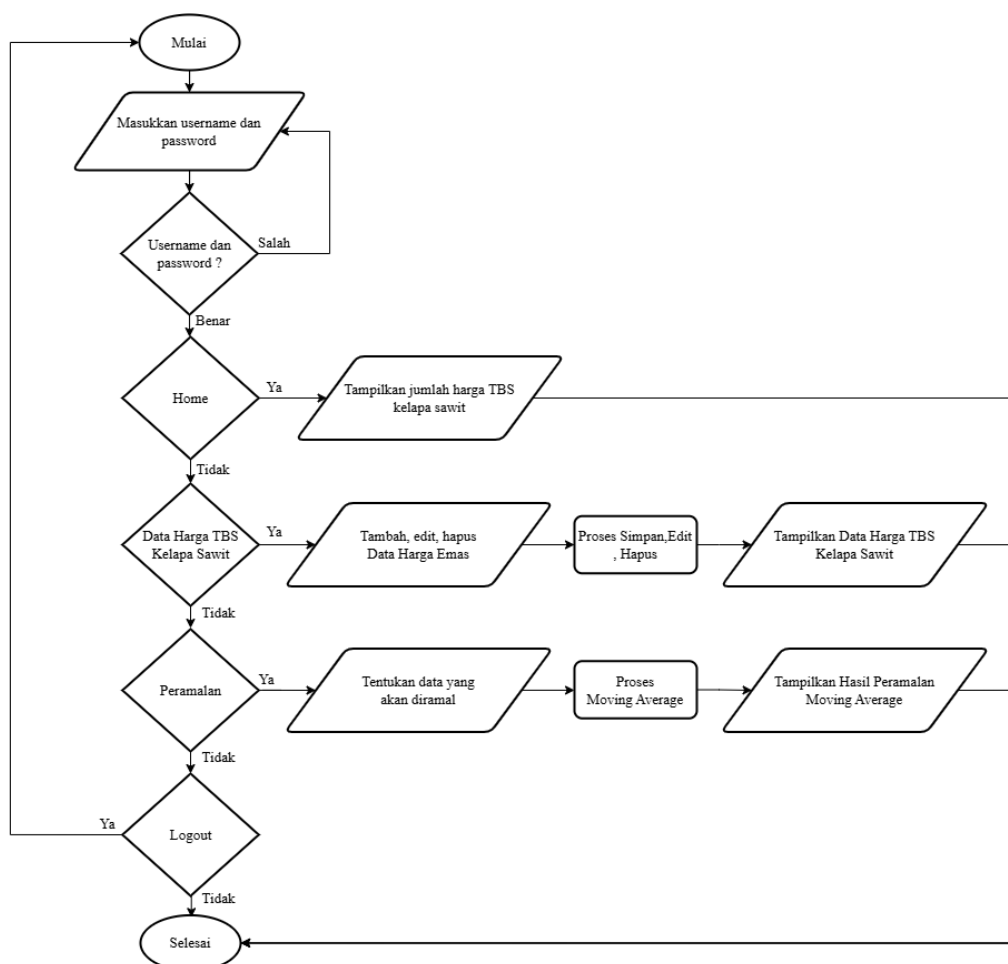 Mulai
Masukkan username dan
password
Username dan
password ?
Salah
Benar
Home
Ya
Tampilkan jumlah harga TBS
kelapa sawit
Tidak
Data Harga TBS
Kelapa Sawit
Ya
Tambah, edit, hapus
Data Harga Emas
Proses Simpan,Edit
, Hapus
Tampilkan Data Harga TBS
Kelapa Sawit
Tidak
Peramalan
Ya
Tentukan data yang
akan diramal
Proses
Moving Average
Tampilkan Hasil Peramalan
Moving Average
Tidak
Ya
Logout
Tidak
Selesai